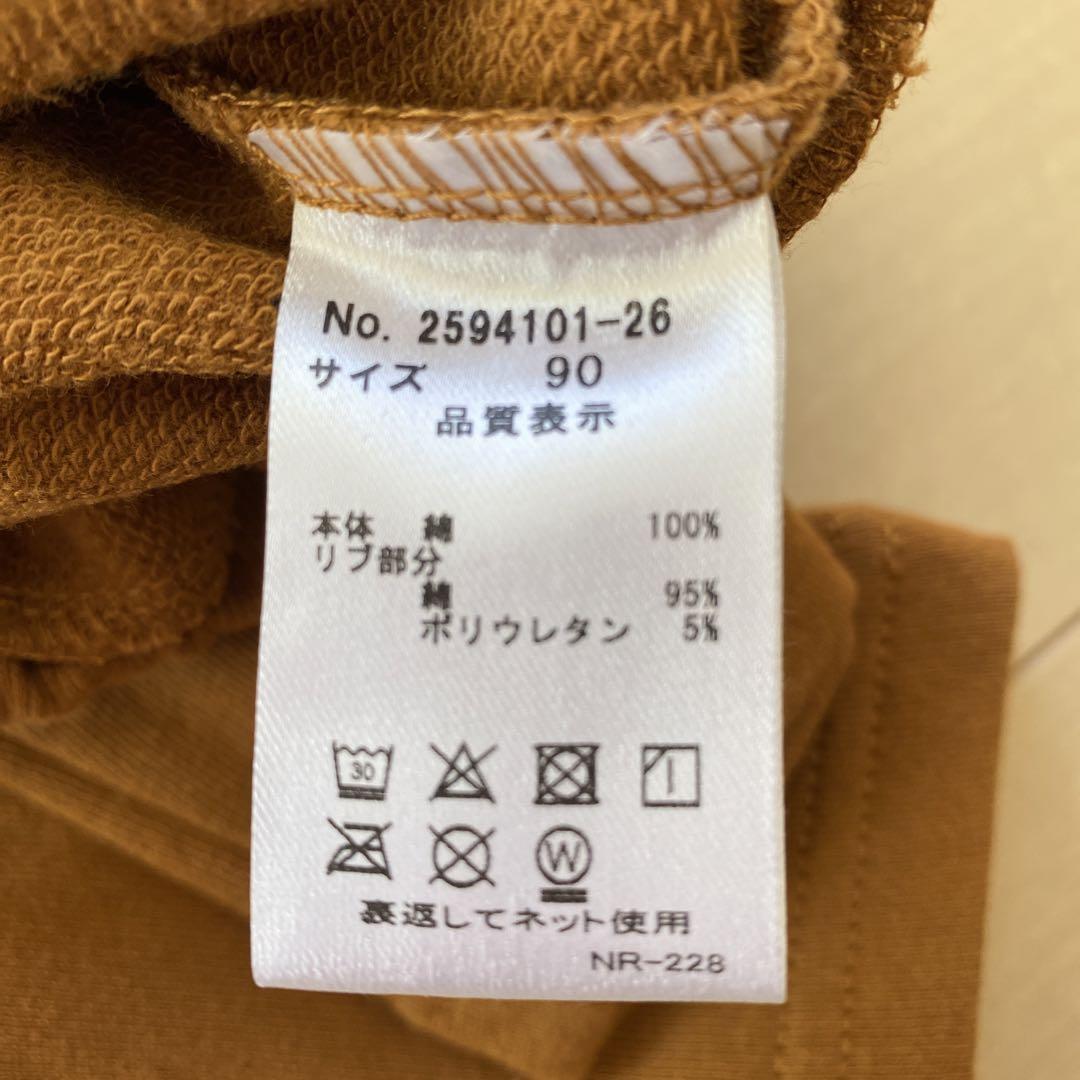 No. 2594101-26
サイズ 90
品質表示
本体 綿 100%
リブ部分
綿 95%
ポリウレタン 5%
30
W
裏返してネット使用
NR-228